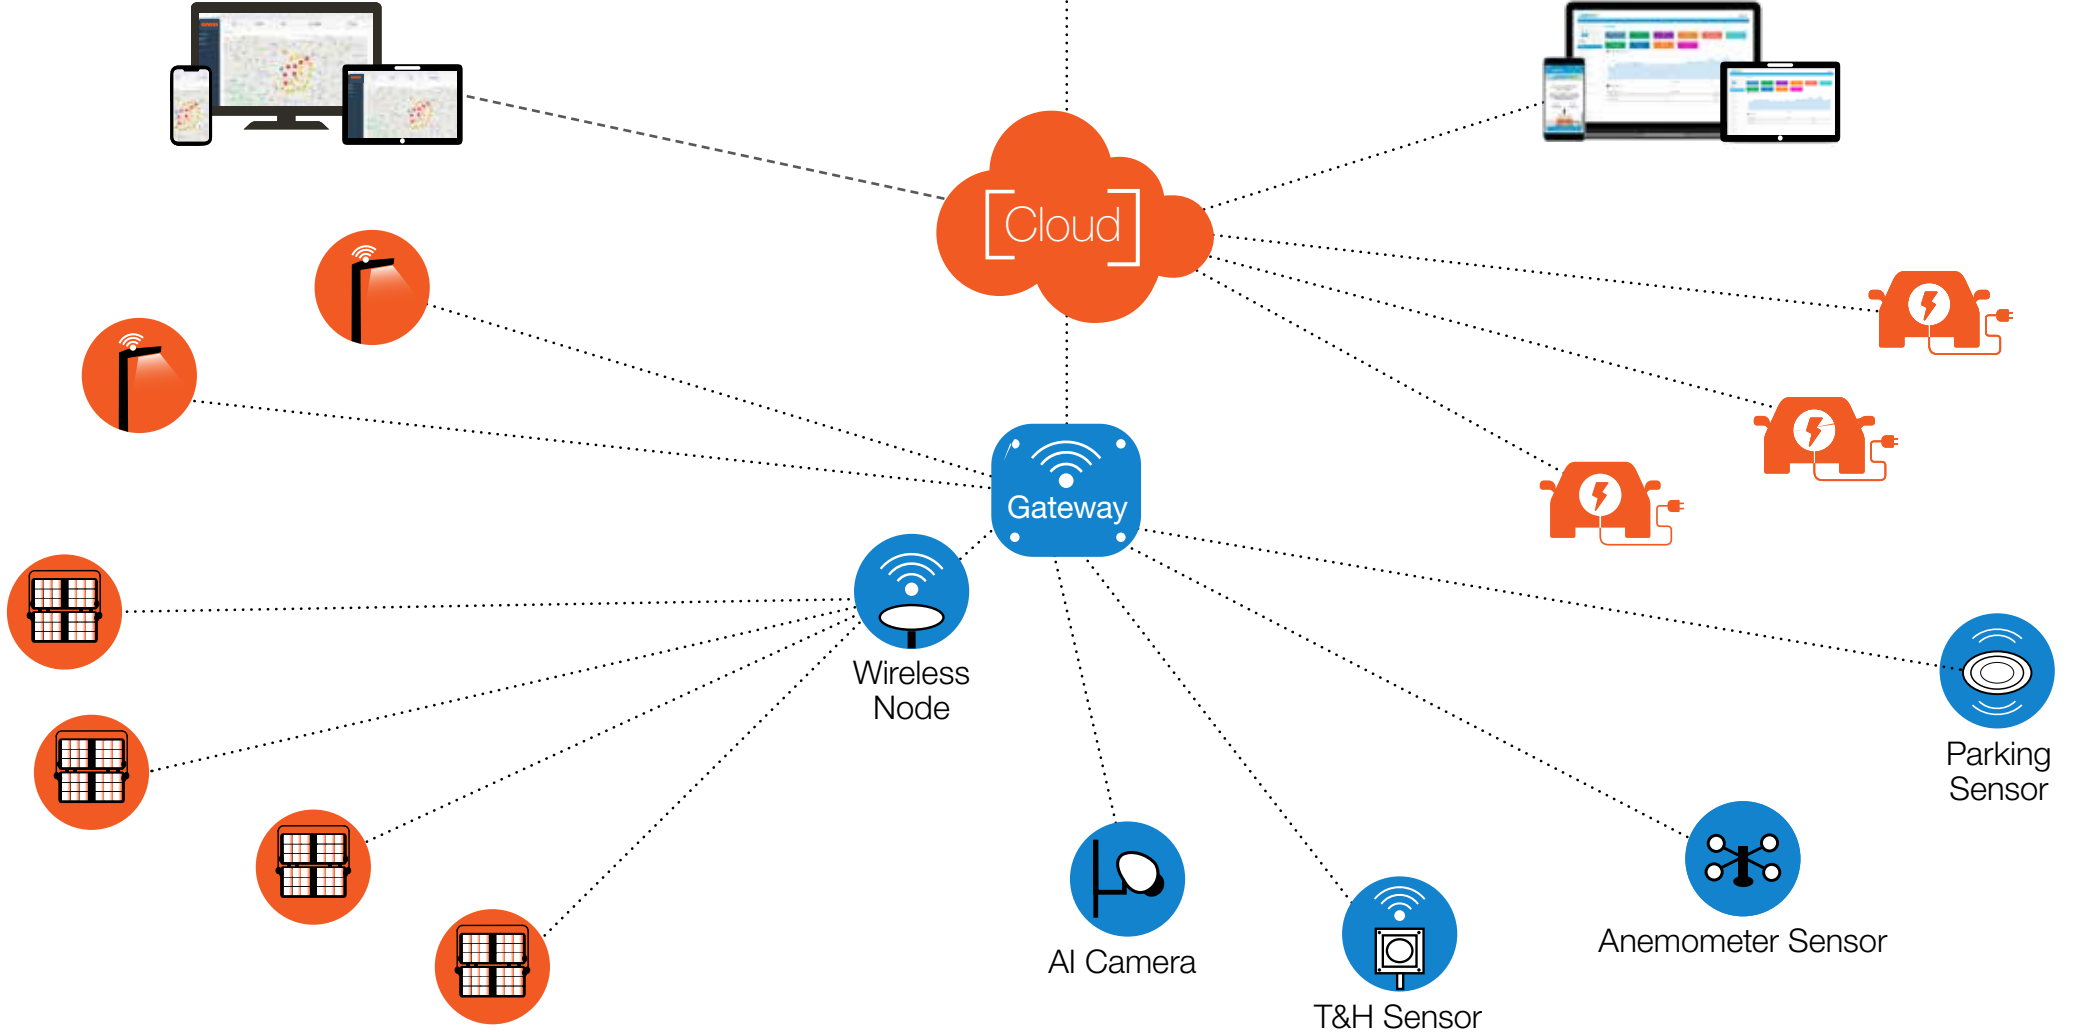 [Cloud]
Gateway
Wireless
Node
Parking
Sensor
Anemometer Sensor
AI Camera
T&H Sensor